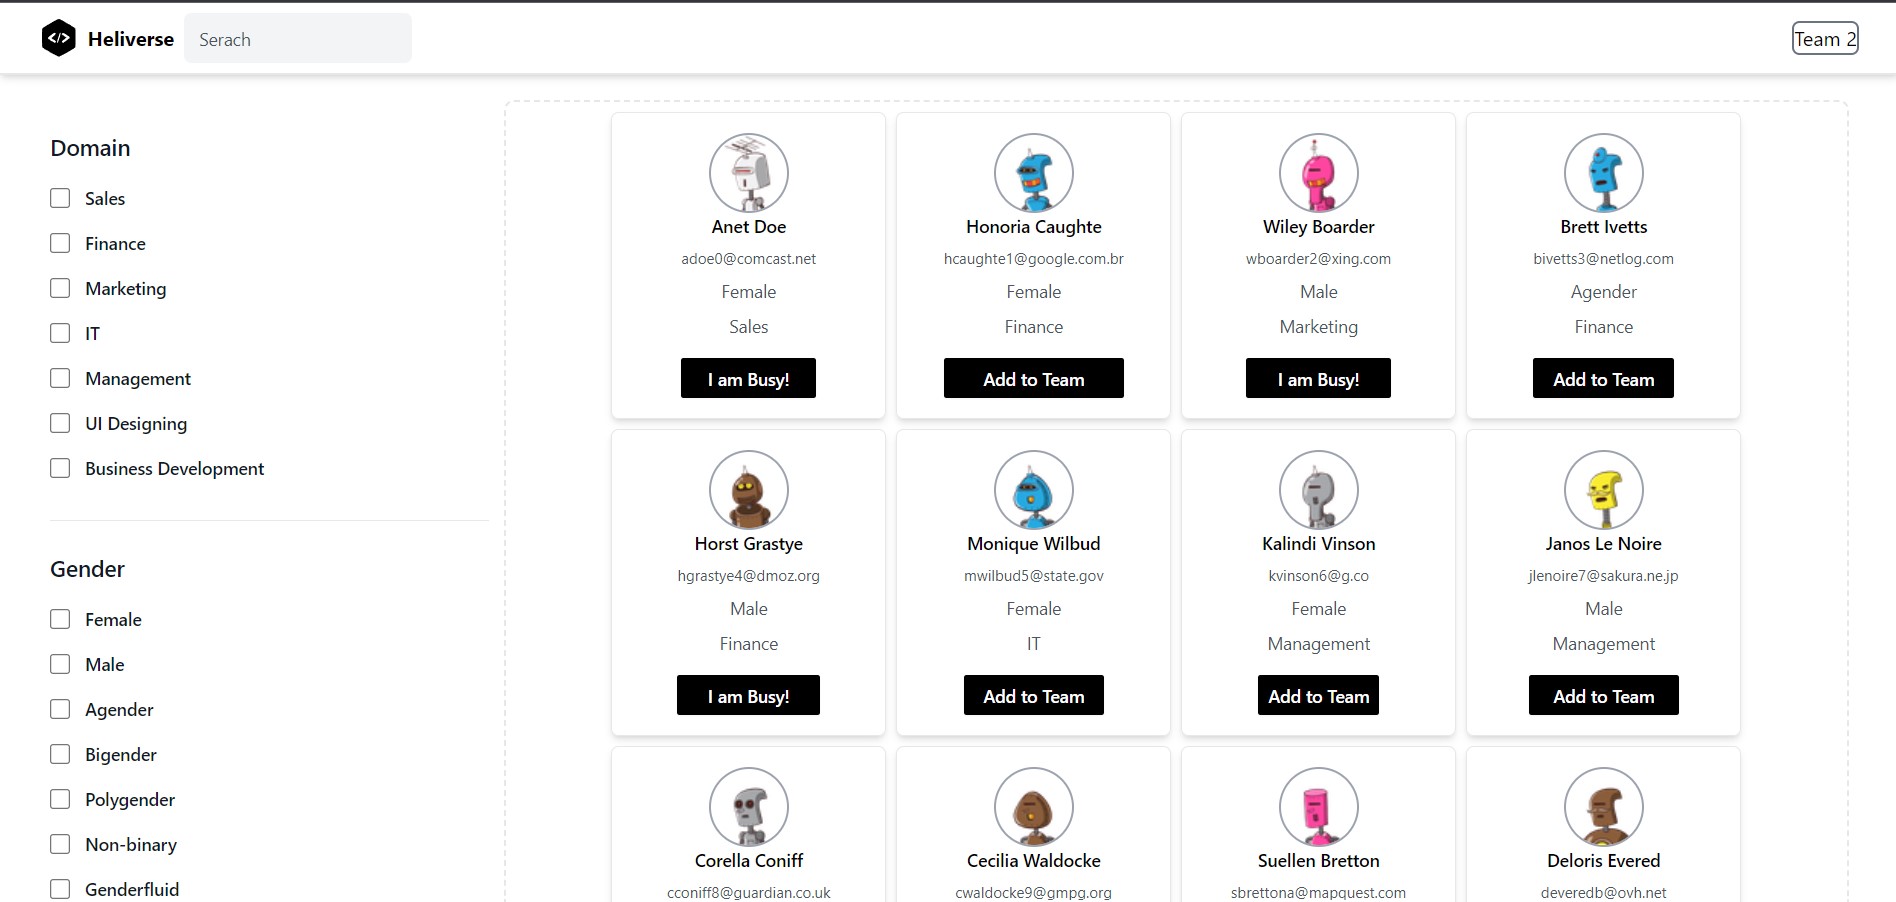 </> Heliverse
Serach
Team 2
Domain
Sales
Finance
Marketing
IT
Management
UI Designing
Business Development
Gender
Female
Male
Agender
Bigender
Polygender
Non-binary
Genderfluid
Anet Doe
adoe0@comcast.net
Female
Sales
I am Busy!
Honoria Caughte
hcaughte1@google.com.br
Female
Finance
Add to Team
Wiley Boarder
wboarder2@xing.com
Male
Marketing
I am Busy!
Brett Ivetts
bivetts3@netlog.com
Agender
Finance
Add to Team
Horst Grastye
hgrastye4@dmoz.org
Male
Finance
I am Busy!
Monique Wilbud
mwilbud5@state.gov
Female
IT
Add to Team
Kalindi Vinson
kvinson6@g.co
Female
Management
Add to Team
Janos Le Noire
jlenoire7@sakura.ne.jp
Male
Management
Add to Team
Corella Coniff
cconiff8@guardian.co.uk
Cecilia Waldocke
cwaldocke9@gmpg.org
Suellen Bretton
sbrettona@mapquest.com
Deloris Evered
deveredb@ovh.net